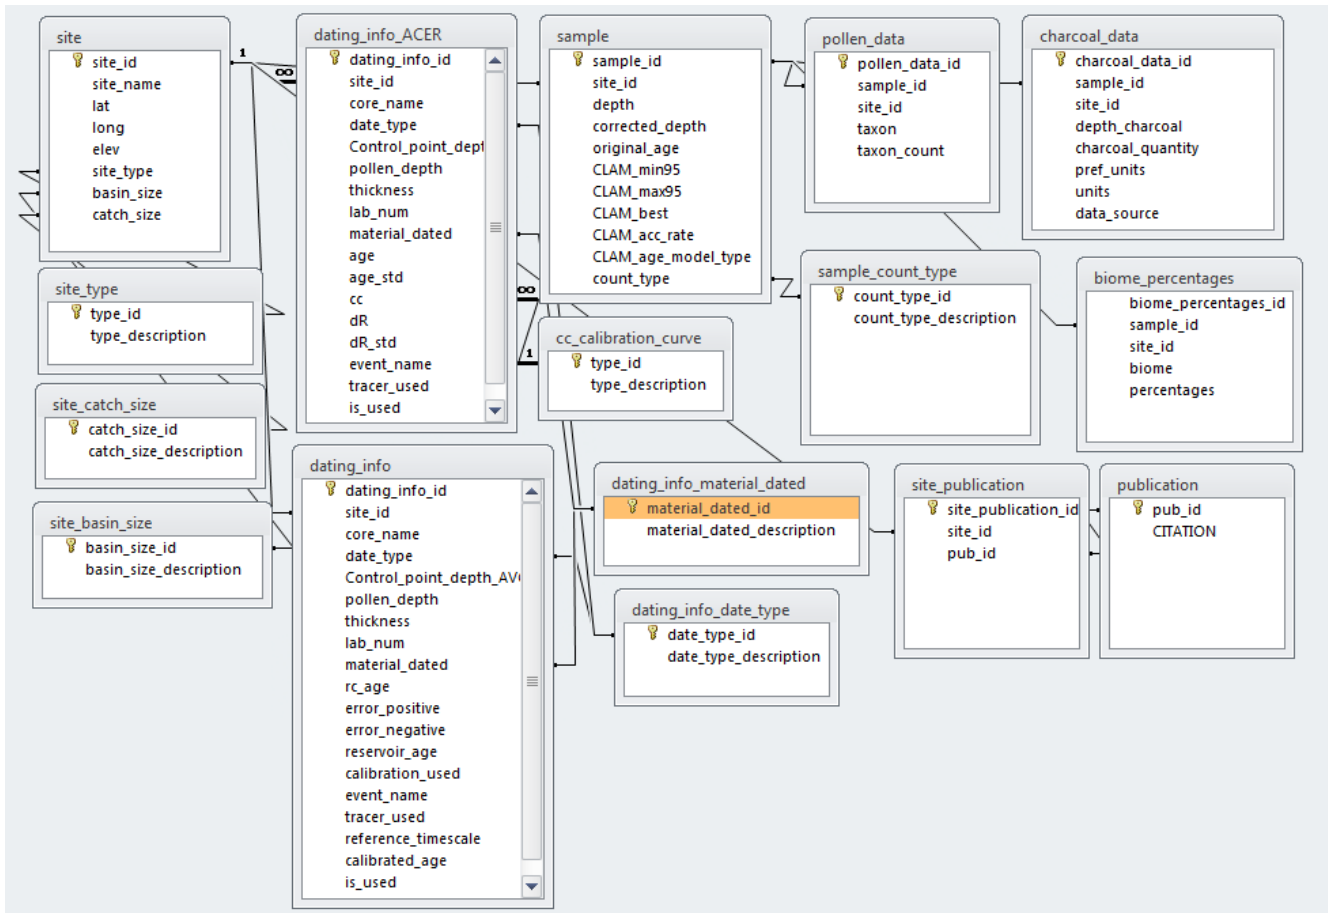 site
site_id
site_name
lat
long
elev
site_type
basin_size
catch_size
dating_info_ACER
dating_info_id
site_id
core_name
date_type
Control_point_dept
pollen_depth
thickness
lab_num
material_dated
age
age_std
cc
dR
dR_std
event_name
tracer_used
is_used
sample
sample_id
site_id
depth
corrected_depth
original_age
CLAM_min95
CLAM_max95
CLAM_best
CLAM_acc_rate
CLAM_age_model_type
count_type
pollen_data
pollen_data_id
sample_id
site_id
taxon
taxon_count
charcoal_data
charcoal_data_id
sample_id
site_id
depth_charcoal
charcoal_quantity
pref_units
units
data_source
1
∞
∞
1
site_type
type_id
type_description
cc_calibration_curve
type_id
type_description
sample_count_type
count_type_id
count_type_description
biome_percentages
biome_percentages_id
sample_id
site_id
biome
percentages
site_catch_size
catch_size_id
catch_size_description
site_basin_size
basin_size_id
basin_size_description
dating_info
dating_info_id
site_id
core_name
date_type
Control_point_depth_AVG
pollen_depth
thickness
lab_num
material_dated
rc_age
error_positive
error_negative
reservoir_age
calibration_used
event_name
tracer_used
reference_timescale
calibrated_age
is_used
dating_info_material_dated
material_dated_id
material_dated_description
dating_info_date_type
date_type_id
date_type_description
site_publication
site_publication_id
site_id
pub_id
publication
pub_id
CITATION